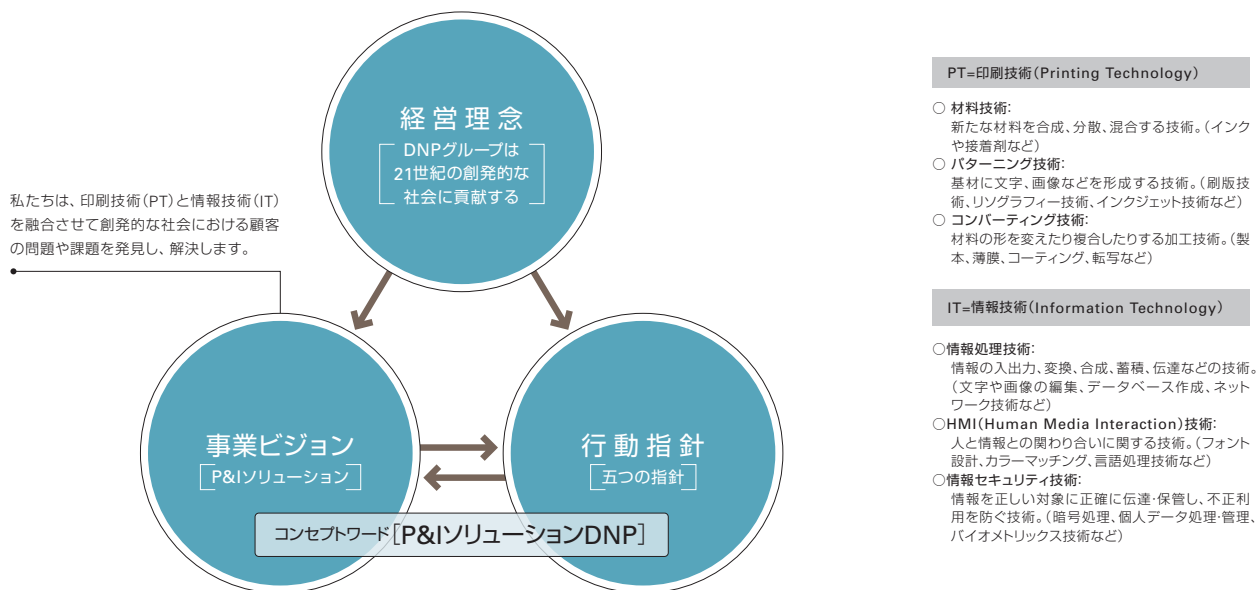 経営理念
DNPグループは
21世紀の創発的な
社会に貢献する
私たちは、印刷技術(PT)と情報技術(IT)
を融合させて創発的な社会における顧客
の問題や課題を発見し、解決します。
事業ビジョン
P&Iソリューション
行動指針
五つの指針
コンセプトワード[P&IソリューションDNP]
PT=印刷技術(Printing Technology)
○ 材料技術:
新たな材料を合成、分散、混合する技術。(インク
や接着剤など)
○ パターニング技術:
基材に文字、画像などを形成する技術。(刷版技
術、リソグラフィー技術、インクジェット技術など)
○ コンバーティング技術:
材料の形を変えたり複合したりする加工技術。(製
本、薄膜、コーティング、転写など)
IT=情報技術(Information Technology)
○情報処理技術:
情報の入出力、変換、合成、蓄積、伝達などの技術。
(文字や画像の編集、データベース作成、ネット
ワーク技術など)
○HMI(Human Media Interaction)技術:
人と情報との関わり合いに関する技術。(フォント
設計、カラーマッチング、言語処理技術など)
○情報セキュリティ技術:
情報を正しい対象に正確に伝達・保管し、不正利
用を防ぐ技術。(暗号処理、個人データ処理・管理、
バイオメトリックス技術など)